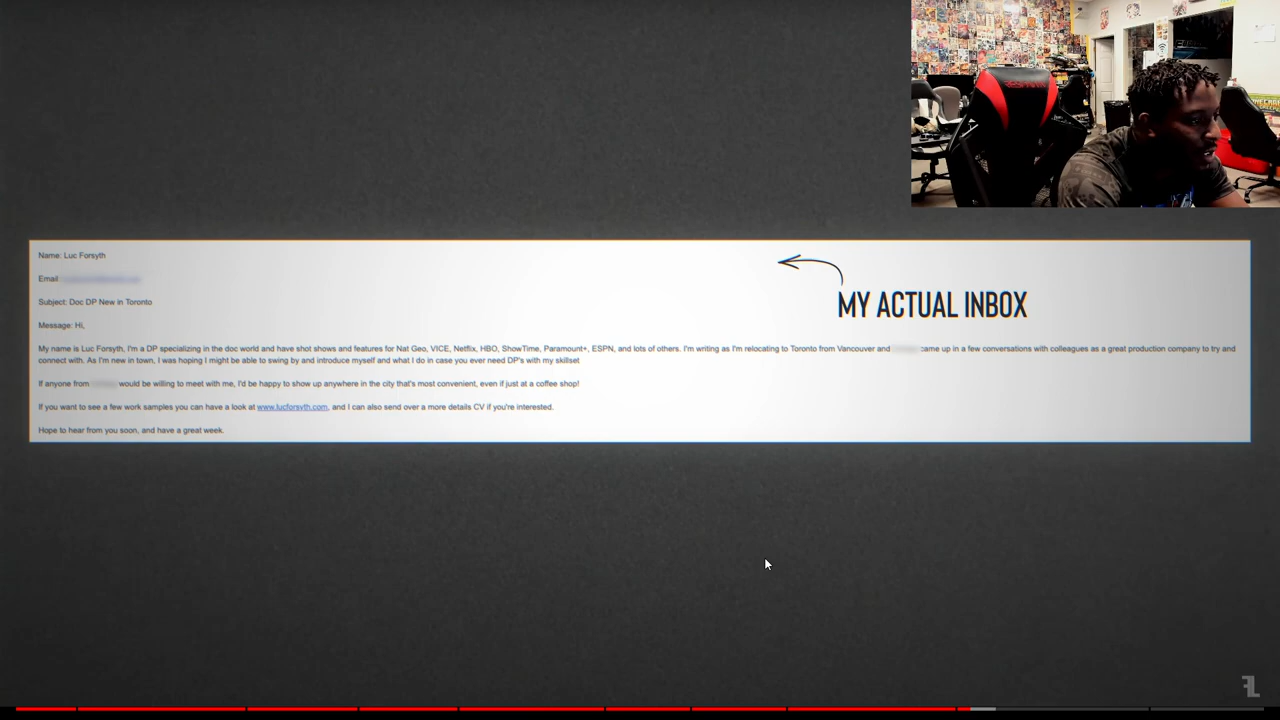 Name: Luc Forsyth
Email
Subject: Doc DP New in Toronto
Message: Hi,
My name is Luc Forsyth, I'm a DP specializing in the doc world and have shot shows and features for Nat Geo, VICE, Netflix, HBO, ShowTime, Paramount+, ESPN, and lots of others. I'm writing as I'm relocating to Toronto from Vancouver and came up in a few conversations with colleagues as a great production company to try and
connect with. As I'm new in town, I was hoping I might be able to swing by and introduce myself and what I do in case you ever need DP's with my skillset
If anyone from would be willing to meet with me, I'd be happy to show up anywhere in the city that's most convenient, even if just at a coffee shop!
If you want to see a few work samples you can have a look at www.lucforsyth.com, and I can also send over a more details CV if you're interested.
Hope to hear from you soon, and have a great week.
MY ACTUAL INBOX